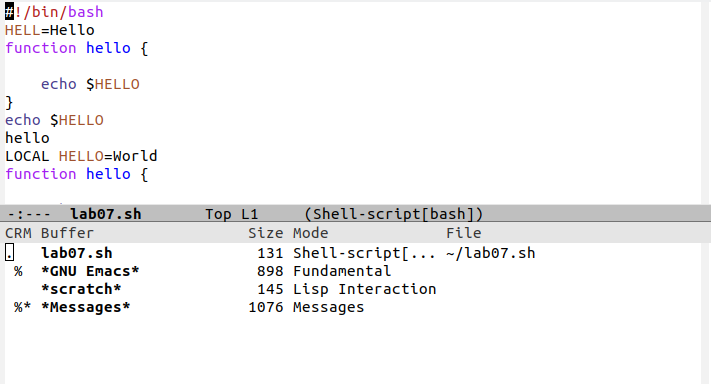 #!/bin/bash
HELL=Hello
function hello {
echo $HELLO
}
echo $HELLO
hello
LOCAL HELLO=World
function hello {
-:--- lab07.sh Top L1 (Shell-script[bash])
CRM Buffer Size Mode File
. lab07.sh 131 Shell-script[... ~/lab07.sh
% *GNU Emacs* 898 Fundamental
*scratch* 145 Lisp Interaction
%* *Messages* 1076 Messages